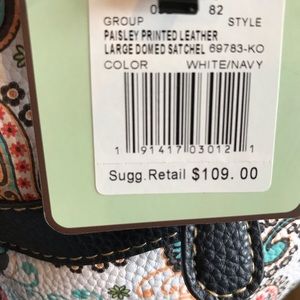 82
GROUP STYLE
PAISLEY PRINTED LEATHER
LARGE DOMED SATCHEL 69783-KO
COLOR WHITE/NAVY
1 91417 03012 1
Sugg. Retail $109.00